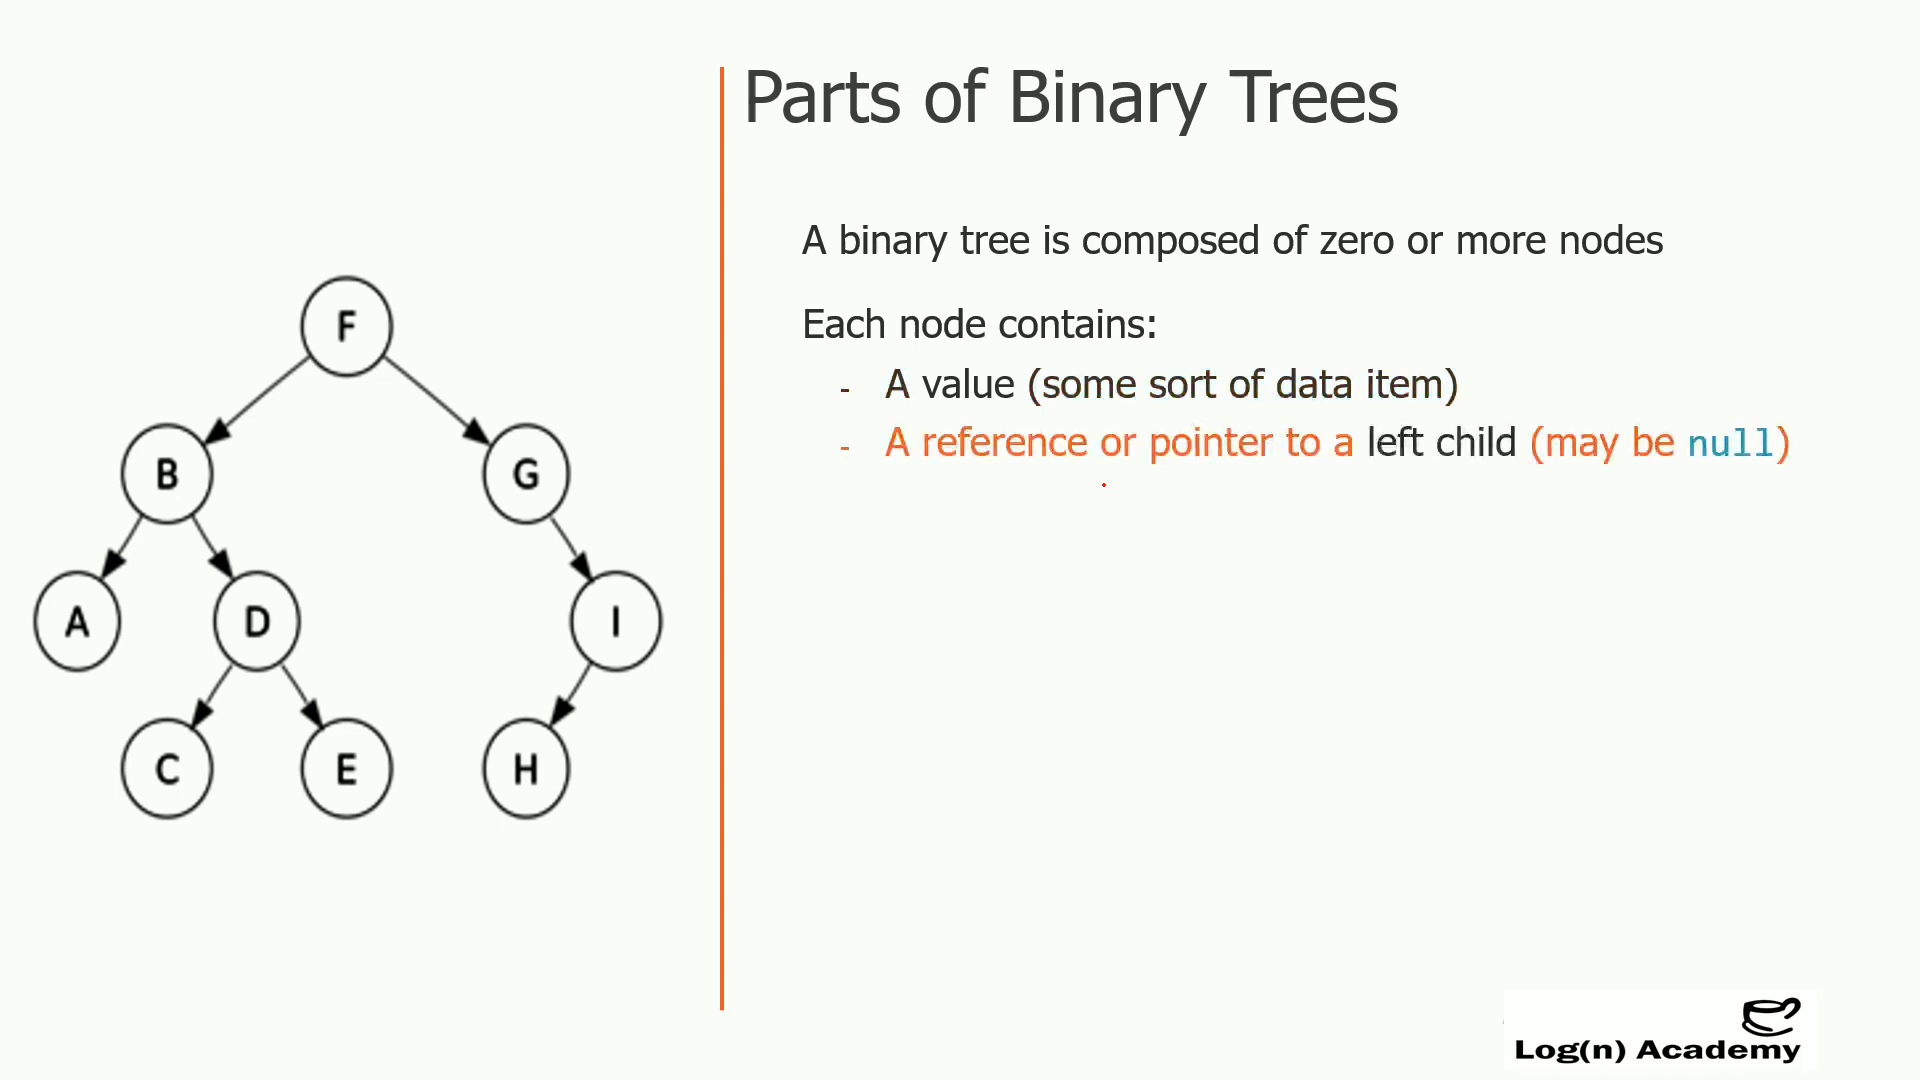 Parts of Binary Trees
A binary tree is composed of zero or more nodes
Each node contains:
- A value (some sort of data item)
- A reference or pointer to a left child (may be null)
F
B
G
A
D
I
C
E
H
Log(n) Academy